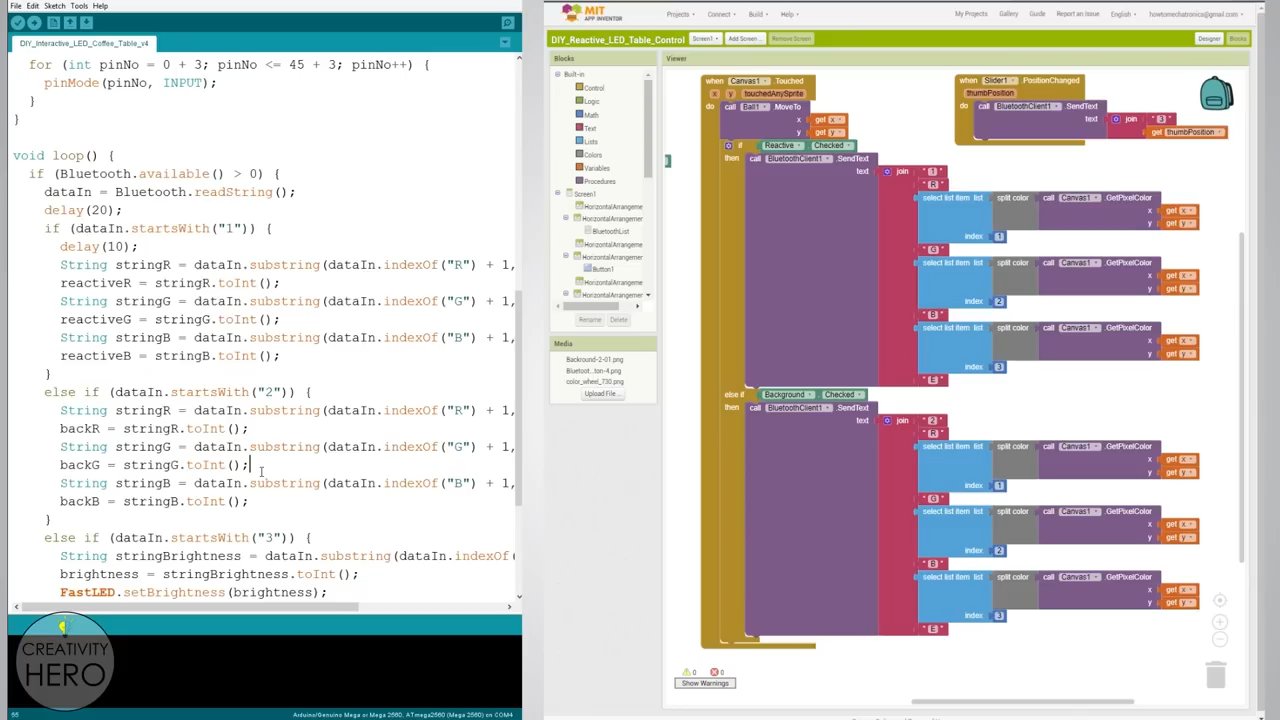 File Edit Sketch Tools Help
DIY_Interactive_LED_Coffee_Table_v4
for (int pinNo = 0 + 3; pinNo <= 45 + 3; pinNo++) {
pinMode(pinNo, INPUT);
}
}
void loop() {
if (Bluetooth.available() > 0) {
dataIn = Bluetooth.readString();
delay(20);
if (dataIn.startsWith("1")) {
delay(10);
String stringR = dataIn.substring(dataIn.indexOf("R") + 1,
reactiveR = stringR.toInt();
String stringG = dataIn.substring(dataIn.indexOf("G") + 1,
reactiveG = stringG.toInt();
String stringB = dataIn.substring(dataIn.indexOf("B") + 1,
reactiveB = stringB.toInt();
}
else if (dataIn.startsWith("2")) {
String stringR = dataIn.substring(dataIn.indexOf("R") + 1,
backR = stringR.toInt();
String stringG = dataIn.substring(dataIn.indexOf("G") + 1,
backG = stringG.toInt();
String stringB = dataIn.substring(dataIn.indexOf("B") + 1,
backB = stringB.toInt();
}
else if (dataIn.startsWith("3")) {
String stringBrightness = dataIn.substring(dataIn.indexOf(
brightness = stringBrightness.toInt();
FastLED.setBrightness(brightness);
CREATIVITY
HERO
55
Arduino/Genuino Mega or Mega 2560, ATmega2560 (Mega 2560) on COM4
MIT
APP INVENTOR
Projects Connect Build Help
My Projects Gallery Guide Report an Issue English howtomechatronics@gmail.com
DIY_Reactive_LED_Table_Control
Screen1 Add Screen... Remove Screen
Designer Blocks
Blocks
Built-in
Control
Logic
Math
Text
Lists
Colors
Variables
Procedures
Screen1
HorizontalArrangeme
HorizontalArrangemer
BluetoothList
HorizontalArrangeme
HorizontalArrangemer
Button1
HorizontalArrangeme
HorizontalArrangemer
Rename Delete
Media
Backround-2-01.png
Bluetoot...ton-4.png
color_wheel_730.png
Upload File...
Viewer
when Canvas1 .Touched
x y touchedAnySprite
do call Ball1 .MoveTo
x get x
y get y
if Reactive . Checked
then call BluetoothClient1 .SendText
text join " 1 "
" R "
select list item list split color call Canvas1 .GetPixelColor
x get x
y get y
index 1
" G "
select list item list split color call Canvas1 .GetPixelColor
x get x
y get y
index 2
" B "
select list item list split color call Canvas1 .GetPixelColor
x get x
y get y
index 3
" E "
else if Background . Checked
then call BluetoothClient1 .SendText
text join " 2 "
" R "
select list item list split color call Canvas1 .GetPixelColor
x get x
y get y
index 1
" G "
select list item list split color call Canvas1 .GetPixelColor
x get x
y get y
index 2
" B "
select list item list split color call Canvas1 .GetPixelColor
x get x
y get y
index 3
" E "
when Slider1 .PositionChanged
thumbPosition
do call BluetoothClient1 .SendText
text join " 3 "
get thumbPosition
0 0
Show Warnings